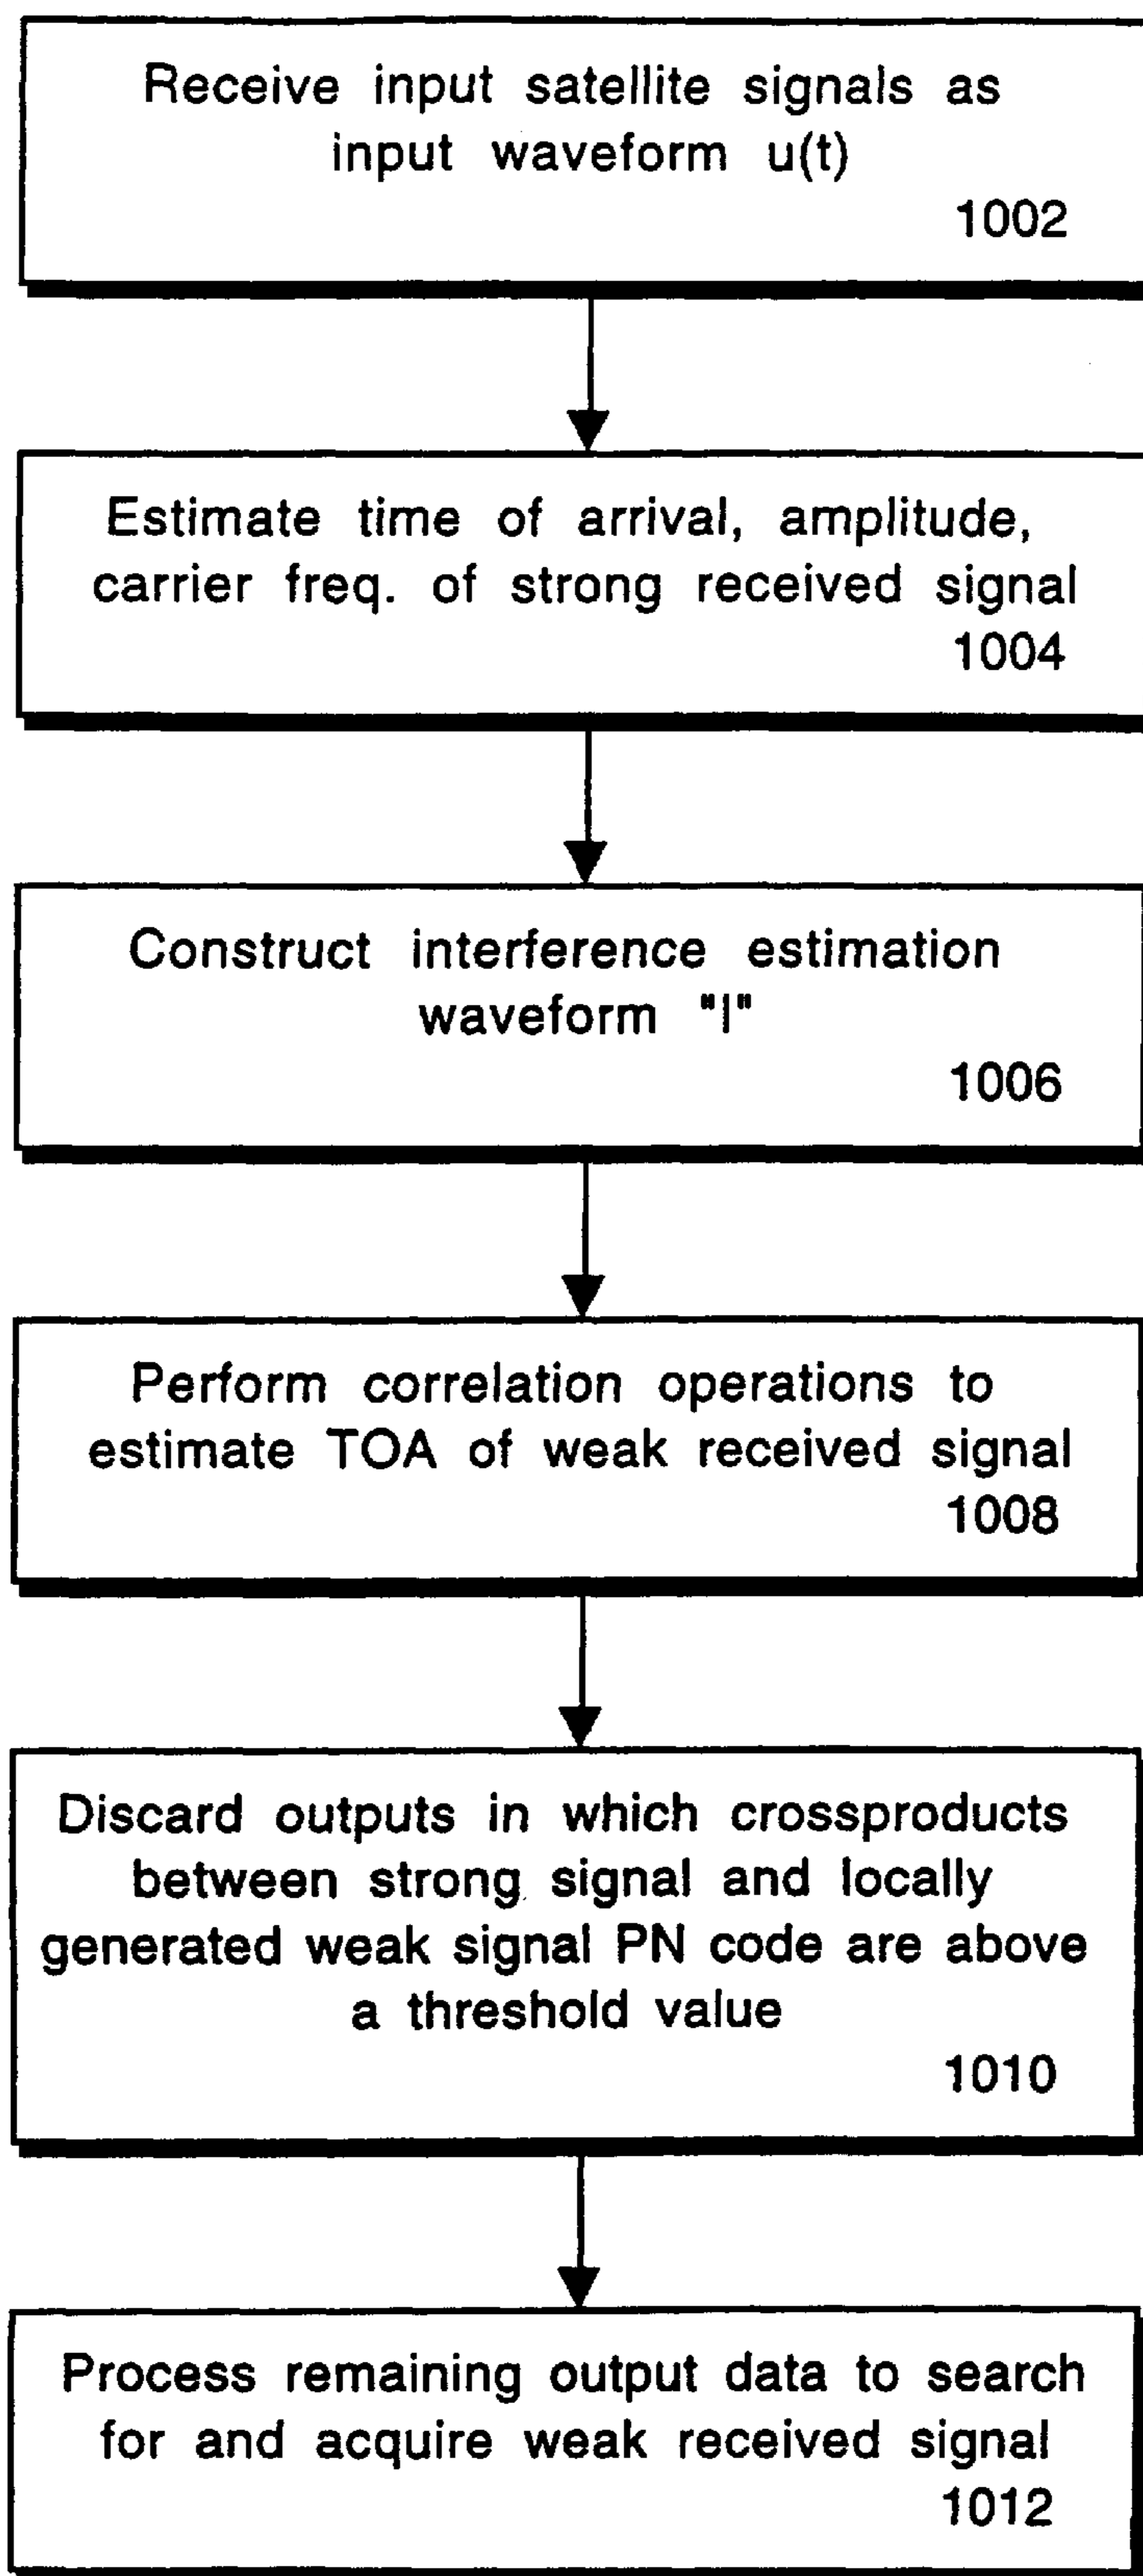 Receive input satellite signals as
input waveform u(t)
1002
Estimate time of arrival, amplitude,
carrier freq. of strong received signal
1004
Construct interference estimation
waveform "I"
1006
Perform correlation operations to
estimate TOA of weak received signal
1008
Discard outputs in which crossproducts
between strong signal and locally
generated weak signal PN code are above
a threshold value
1010
Process remaining output data to search
for and acquire weak received signal
1012